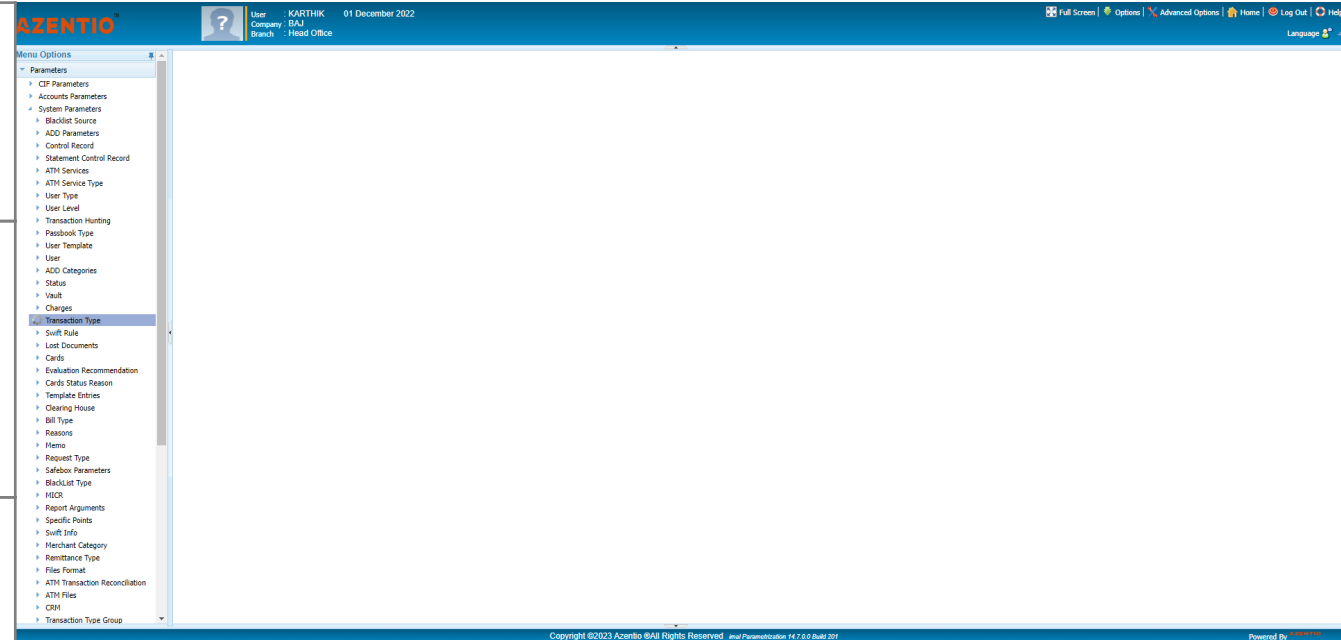 AZENTIO
User : KARTHIK 01 December 2022
Company : BAJ
Branch : Head Office
Full Screen | Options | Advanced Options | Home | Log Out | Help
Language
Menu Options
Parameters
CIF Parameters
Accounts Parameters
System Parameters
Blacklist Source
ADD Parameters
Control Record
Statement Control Record
ATM Services
ATM Service Type
User Type
User Level
Transaction Hunting
Passbook Type
User Template
User
ADD Categories
Status
Vault
Charges
Transaction Type
Swift Rule
Lost Documents
Cards
Evaluation Recommendation
Cards Status Reason
Template Entries
Clearing House
Bill Type
Reasons
Memo
Request Type
Safebox Parameters
BlackList Type
MICR
Report Arguments
Specific Points
Swift Info
Merchant Category
Remittance Type
Files Format
ATM Transaction Reconciliation
ATM Files
CRM
Transaction Type Group
Copyright ©2023 Azentio ®All Rights Reserved imal Parametrization 14.7.0.0 Build 201
Powered By AZENTIO